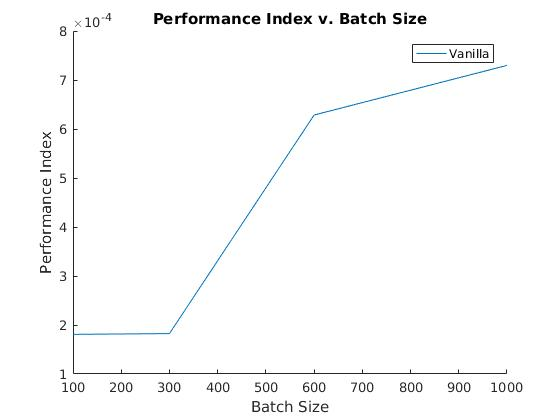 Performance Index v. Batch Size
×10⁻⁴
Vanilla
8
7
6
5
4
3
2
1
Performance Index
100 200 300 400 500 600 700 800 900 1000
Batch Size